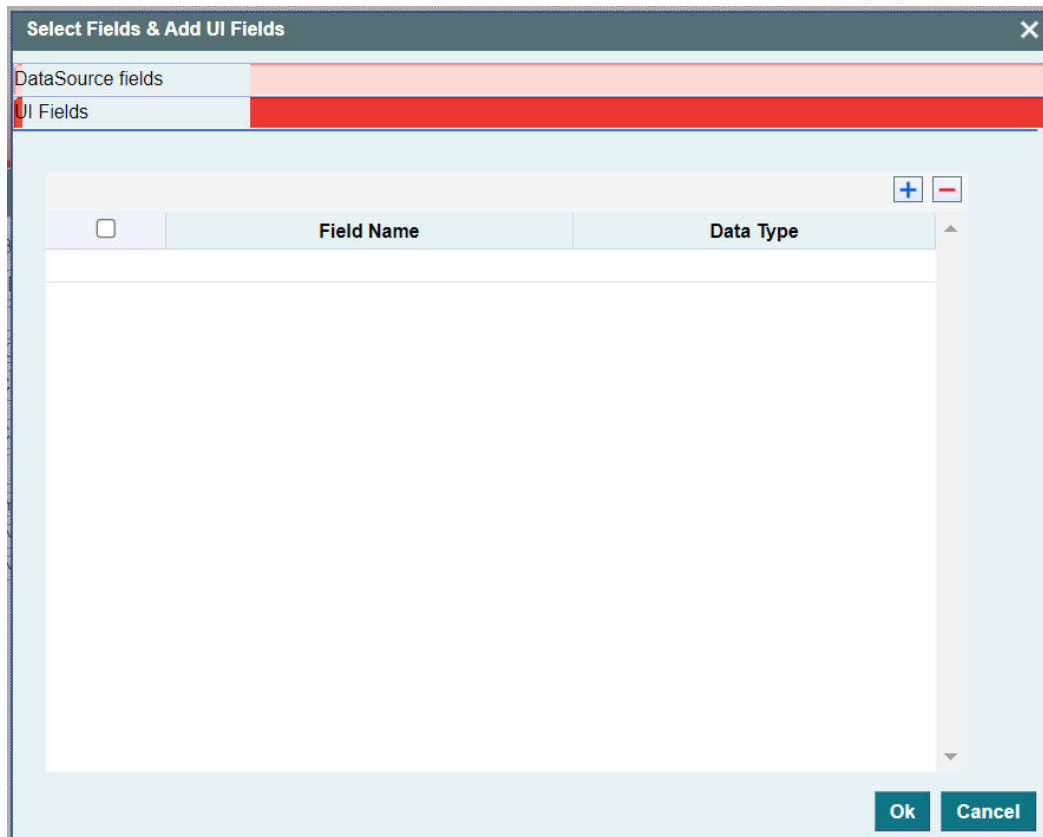 Select Fields & Add UI Fields
DataSource fields
UI Fields
Field Name Data Type
Ok Cancel